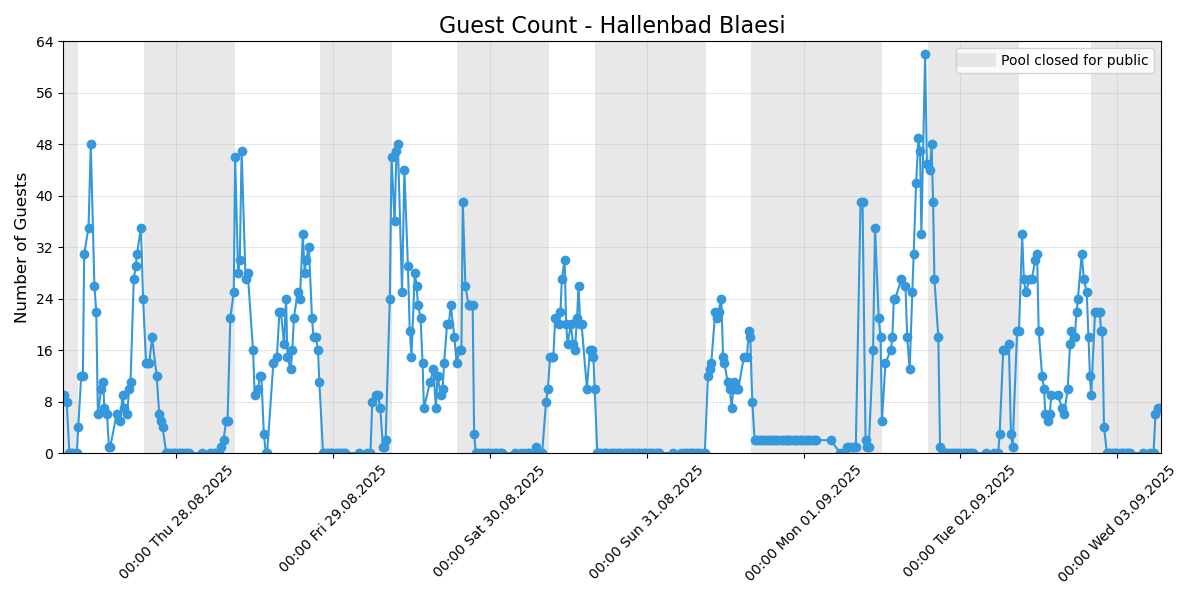 Guest Count - Hallenbad Blaesi
Pool closed for public
Number of Guests
64
56
48
40
32
24
16
8
0
00:00 Thu 28.08.2025
00:00 Fri 29.08.2025
00:00 Sat 30.08.2025
00:00 Sun 31.08.2025
00:00 Mon 01.09.2025
00:00 Tue 02.09.2025
00:00 Wed 03.09.2025